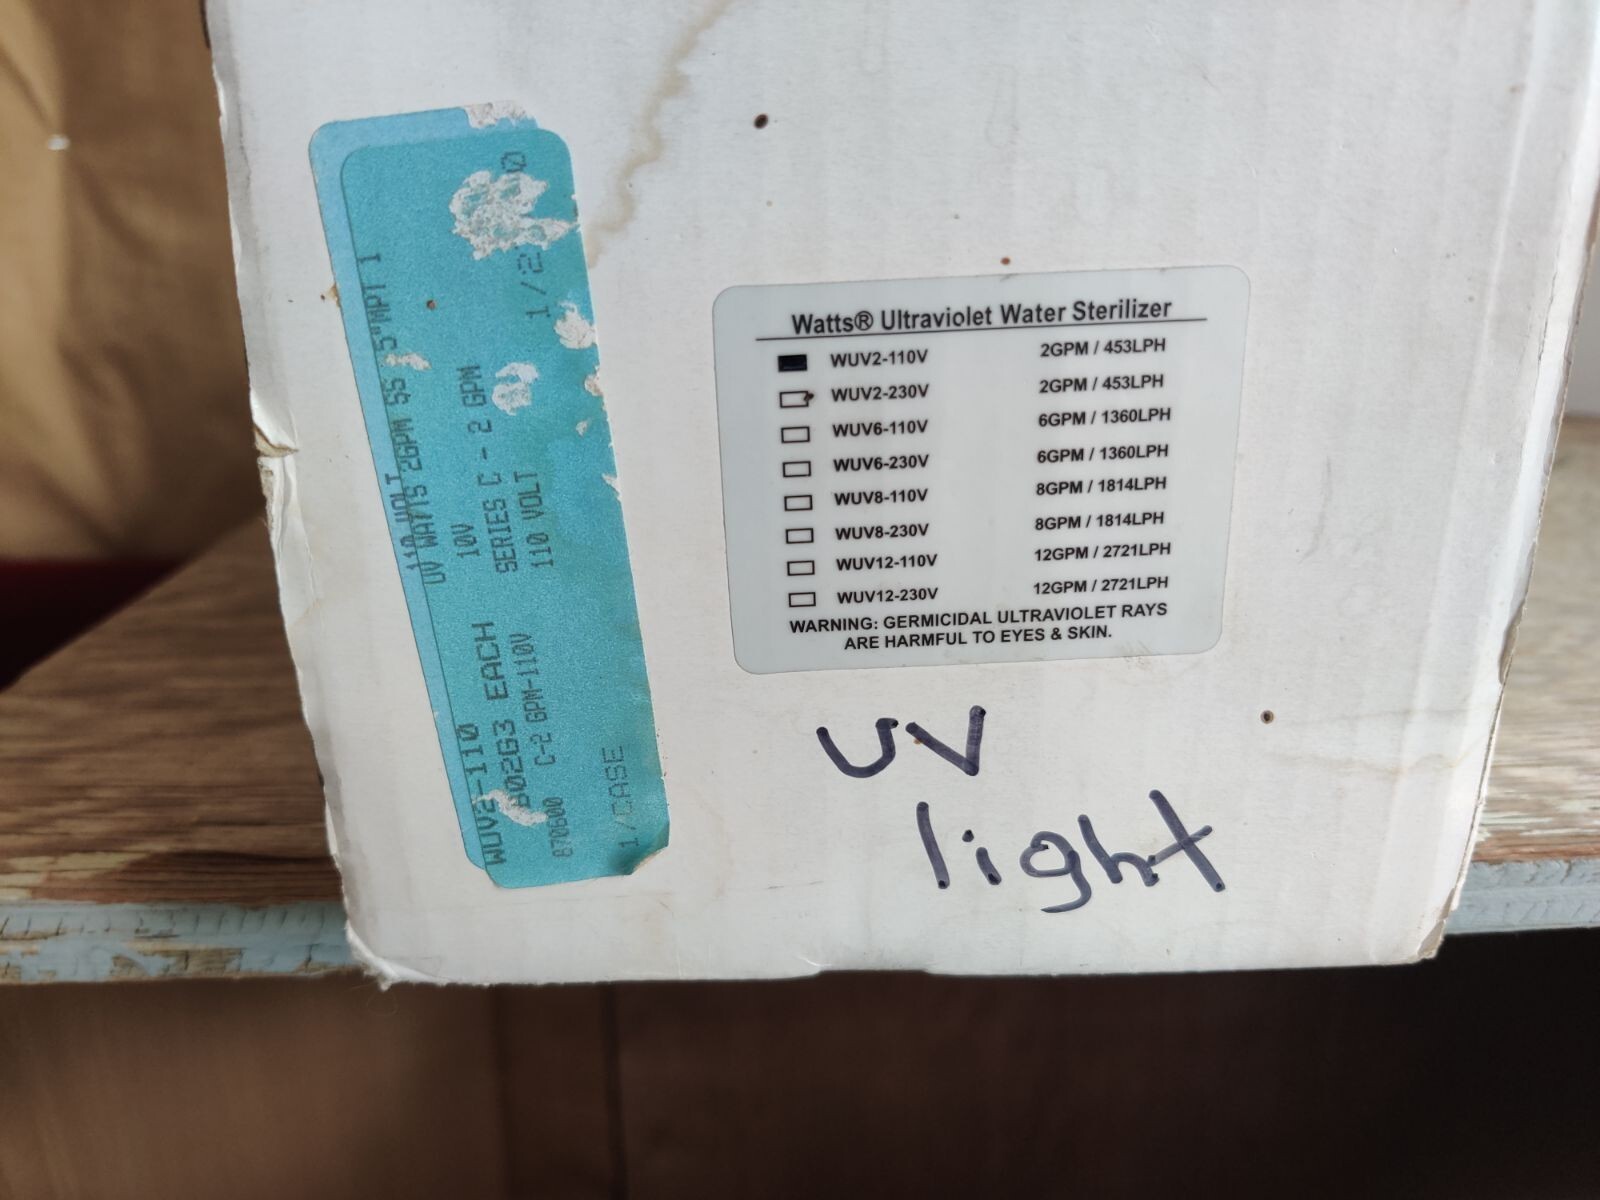 Watts® Ultraviolet Water Sterilizer
WUV2-110V 2GPM / 453LPH
WUV2-230V 2GPM / 453LPH
WUV6-110V 6GPM / 1360LPH
WUV6-230V 6GPM / 1360LPH
WUV8-110V 8GPM / 1814LPH
WUV8-230V 8GPM / 1814LPH
WUV12-110V 12GPM / 2721LPH
WUV12-230V 12GPM / 2721LPH
WARNING: GERMICIDAL ULTRAVIOLET RAYS
ARE HARMFUL TO EYES & SKIN.
UV
light
110 VOLT
UV WATTS 2GPM SS 5"MPT 1
WUV2-110 10V
EACH SERIES C - 2 GPM
C-2 GPM-110V 110 VOLT
870600
1/CASE